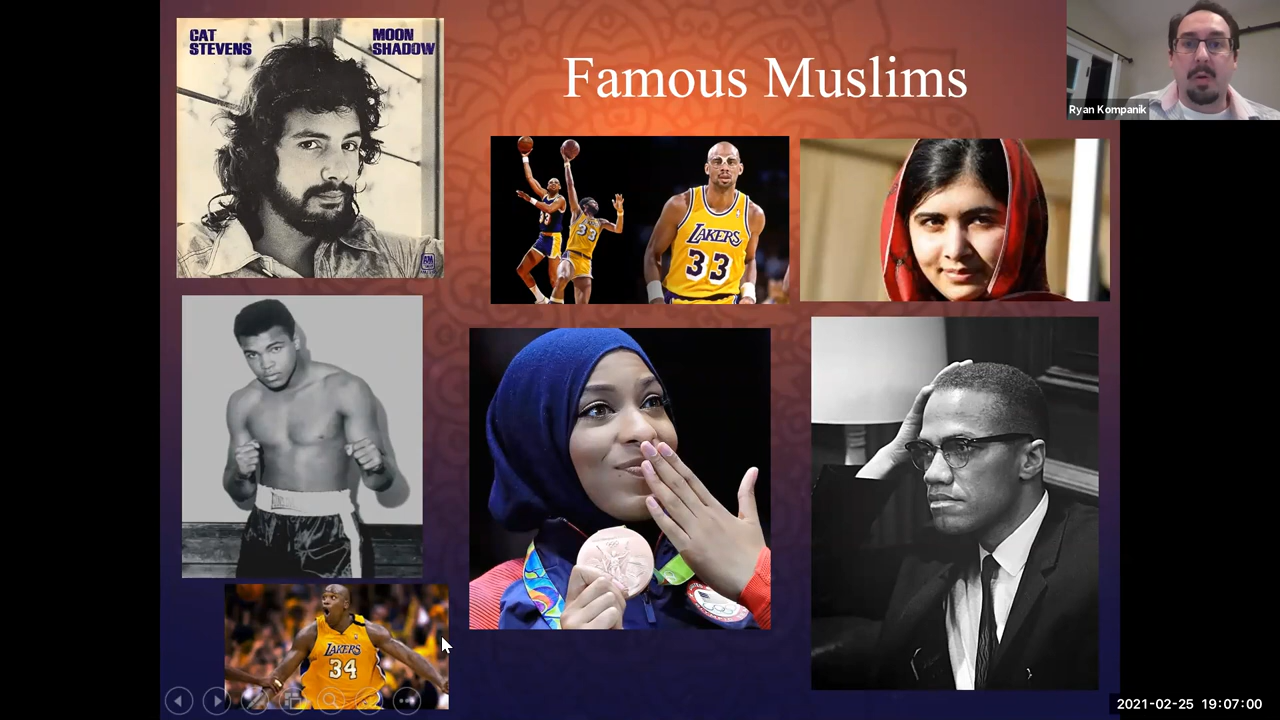 CAT
STEVENS
MOON
SHADOW
Famous Muslims
Ryan Kompanik
33
33
LAKERS
33
LAKERS
34
2021-02-25 19:07:00